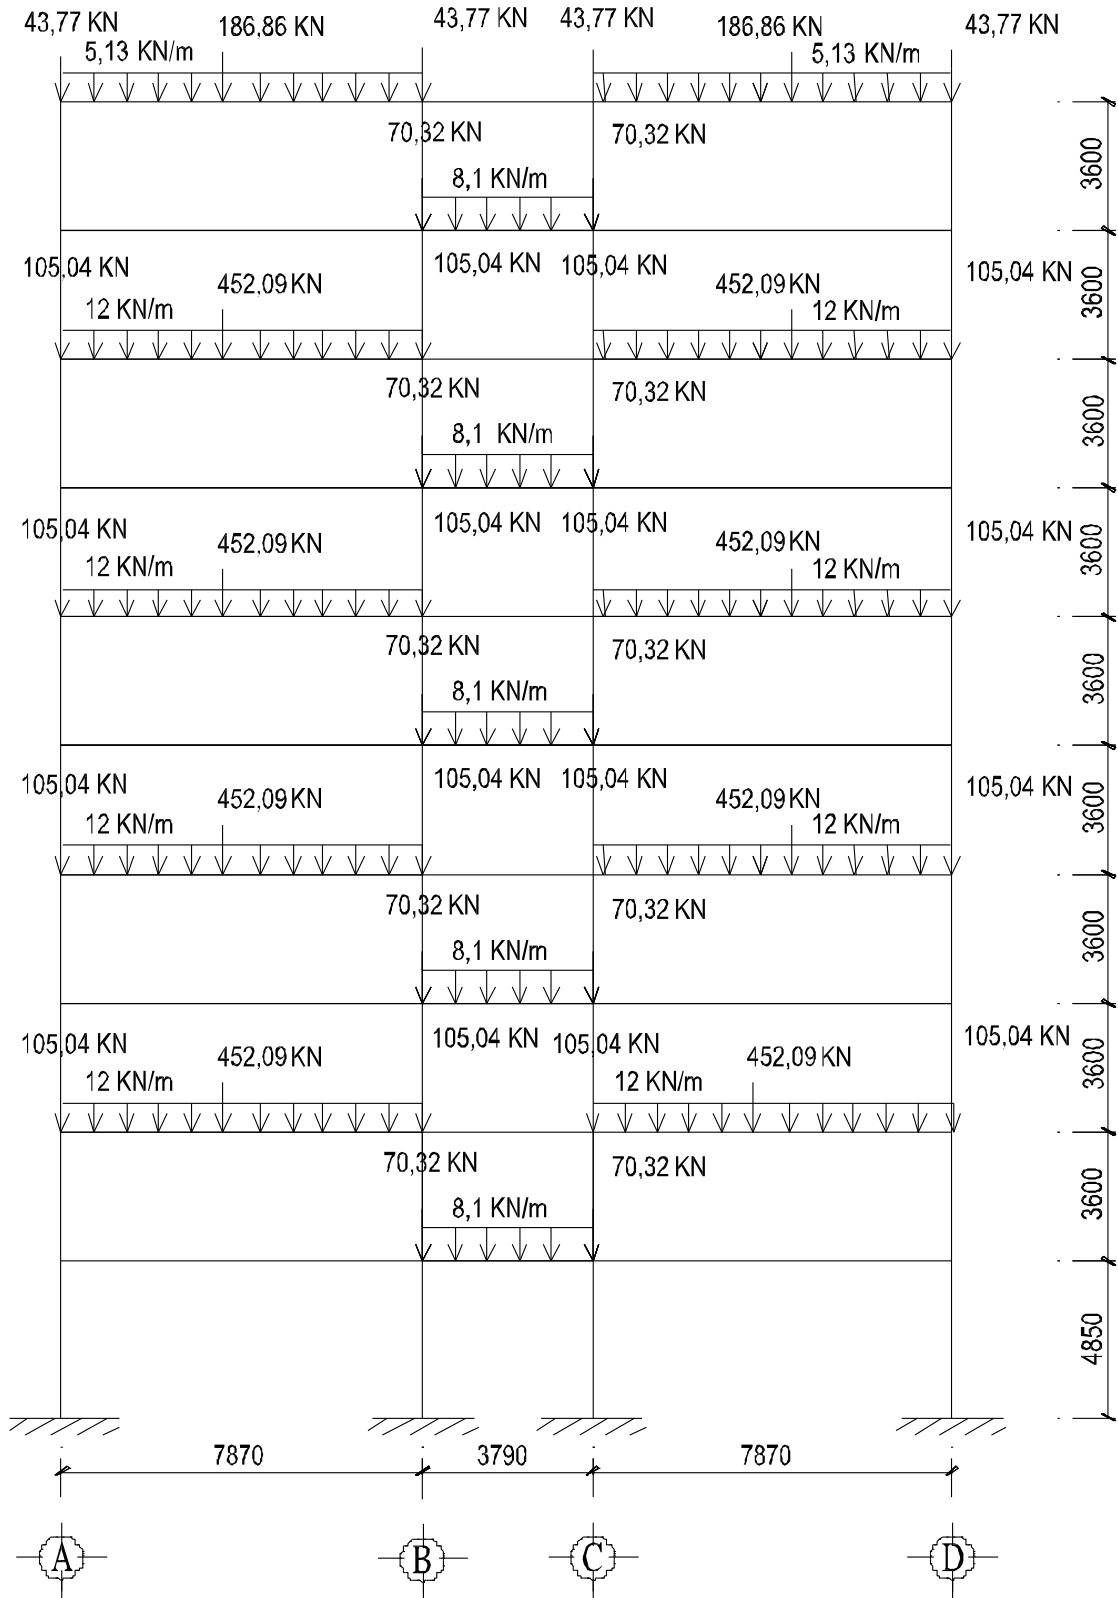 43,77 KN 186,86 KN 43,77 KN 43,77 KN 186,86 KN 43,77 KN
5,13 KN/m 5,13 KN/m
70,32 KN 70,32 KN
8,1 KN/m
3600
105,04 KN 452,09 KN 105,04 KN 105,04 KN 452,09 KN 105,04 KN
12 KN/m 12 KN/m
3600
70,32 KN 70,32 KN
8,1 KN/m
3600
105,04 KN 452,09 KN 105,04 KN 105,04 KN 452,09 KN 105,04 KN
12 KN/m 12 KN/m
3600
70,32 KN 70,32 KN
8,1 KN/m
3600
105,04 KN 452,09 KN 105,04 KN 105,04 KN 452,09 KN 105,04 KN
12 KN/m 12 KN/m
3600
70,32 KN 70,32 KN
8,1 KN/m
3600
105,04 KN 452,09 KN 105,04 KN 105,04 KN 452,09 KN 105,04 KN
12 KN/m 12 KN/m
3600
70,32 KN 70,32 KN
8,1 KN/m
3600
4850
7870 3790 7870
A B C D